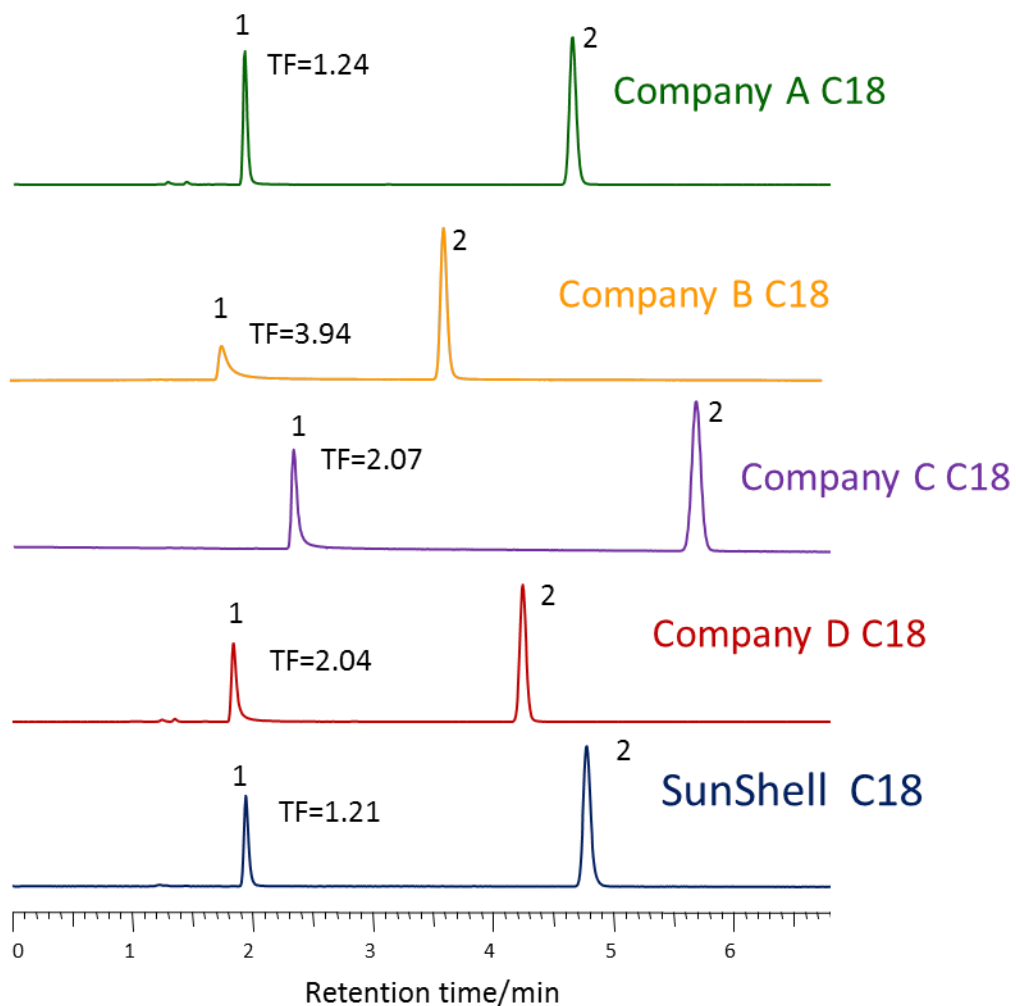 1
TF=1.24
2
Company A C18
1
TF=3.94
2
Company B C18
1
TF=2.07
2
Company C C18
1
TF=2.04
2
Company D C18
1
TF=1.21
2
SunShell C18
0 1 2 3 4 5 6
Retention time/min